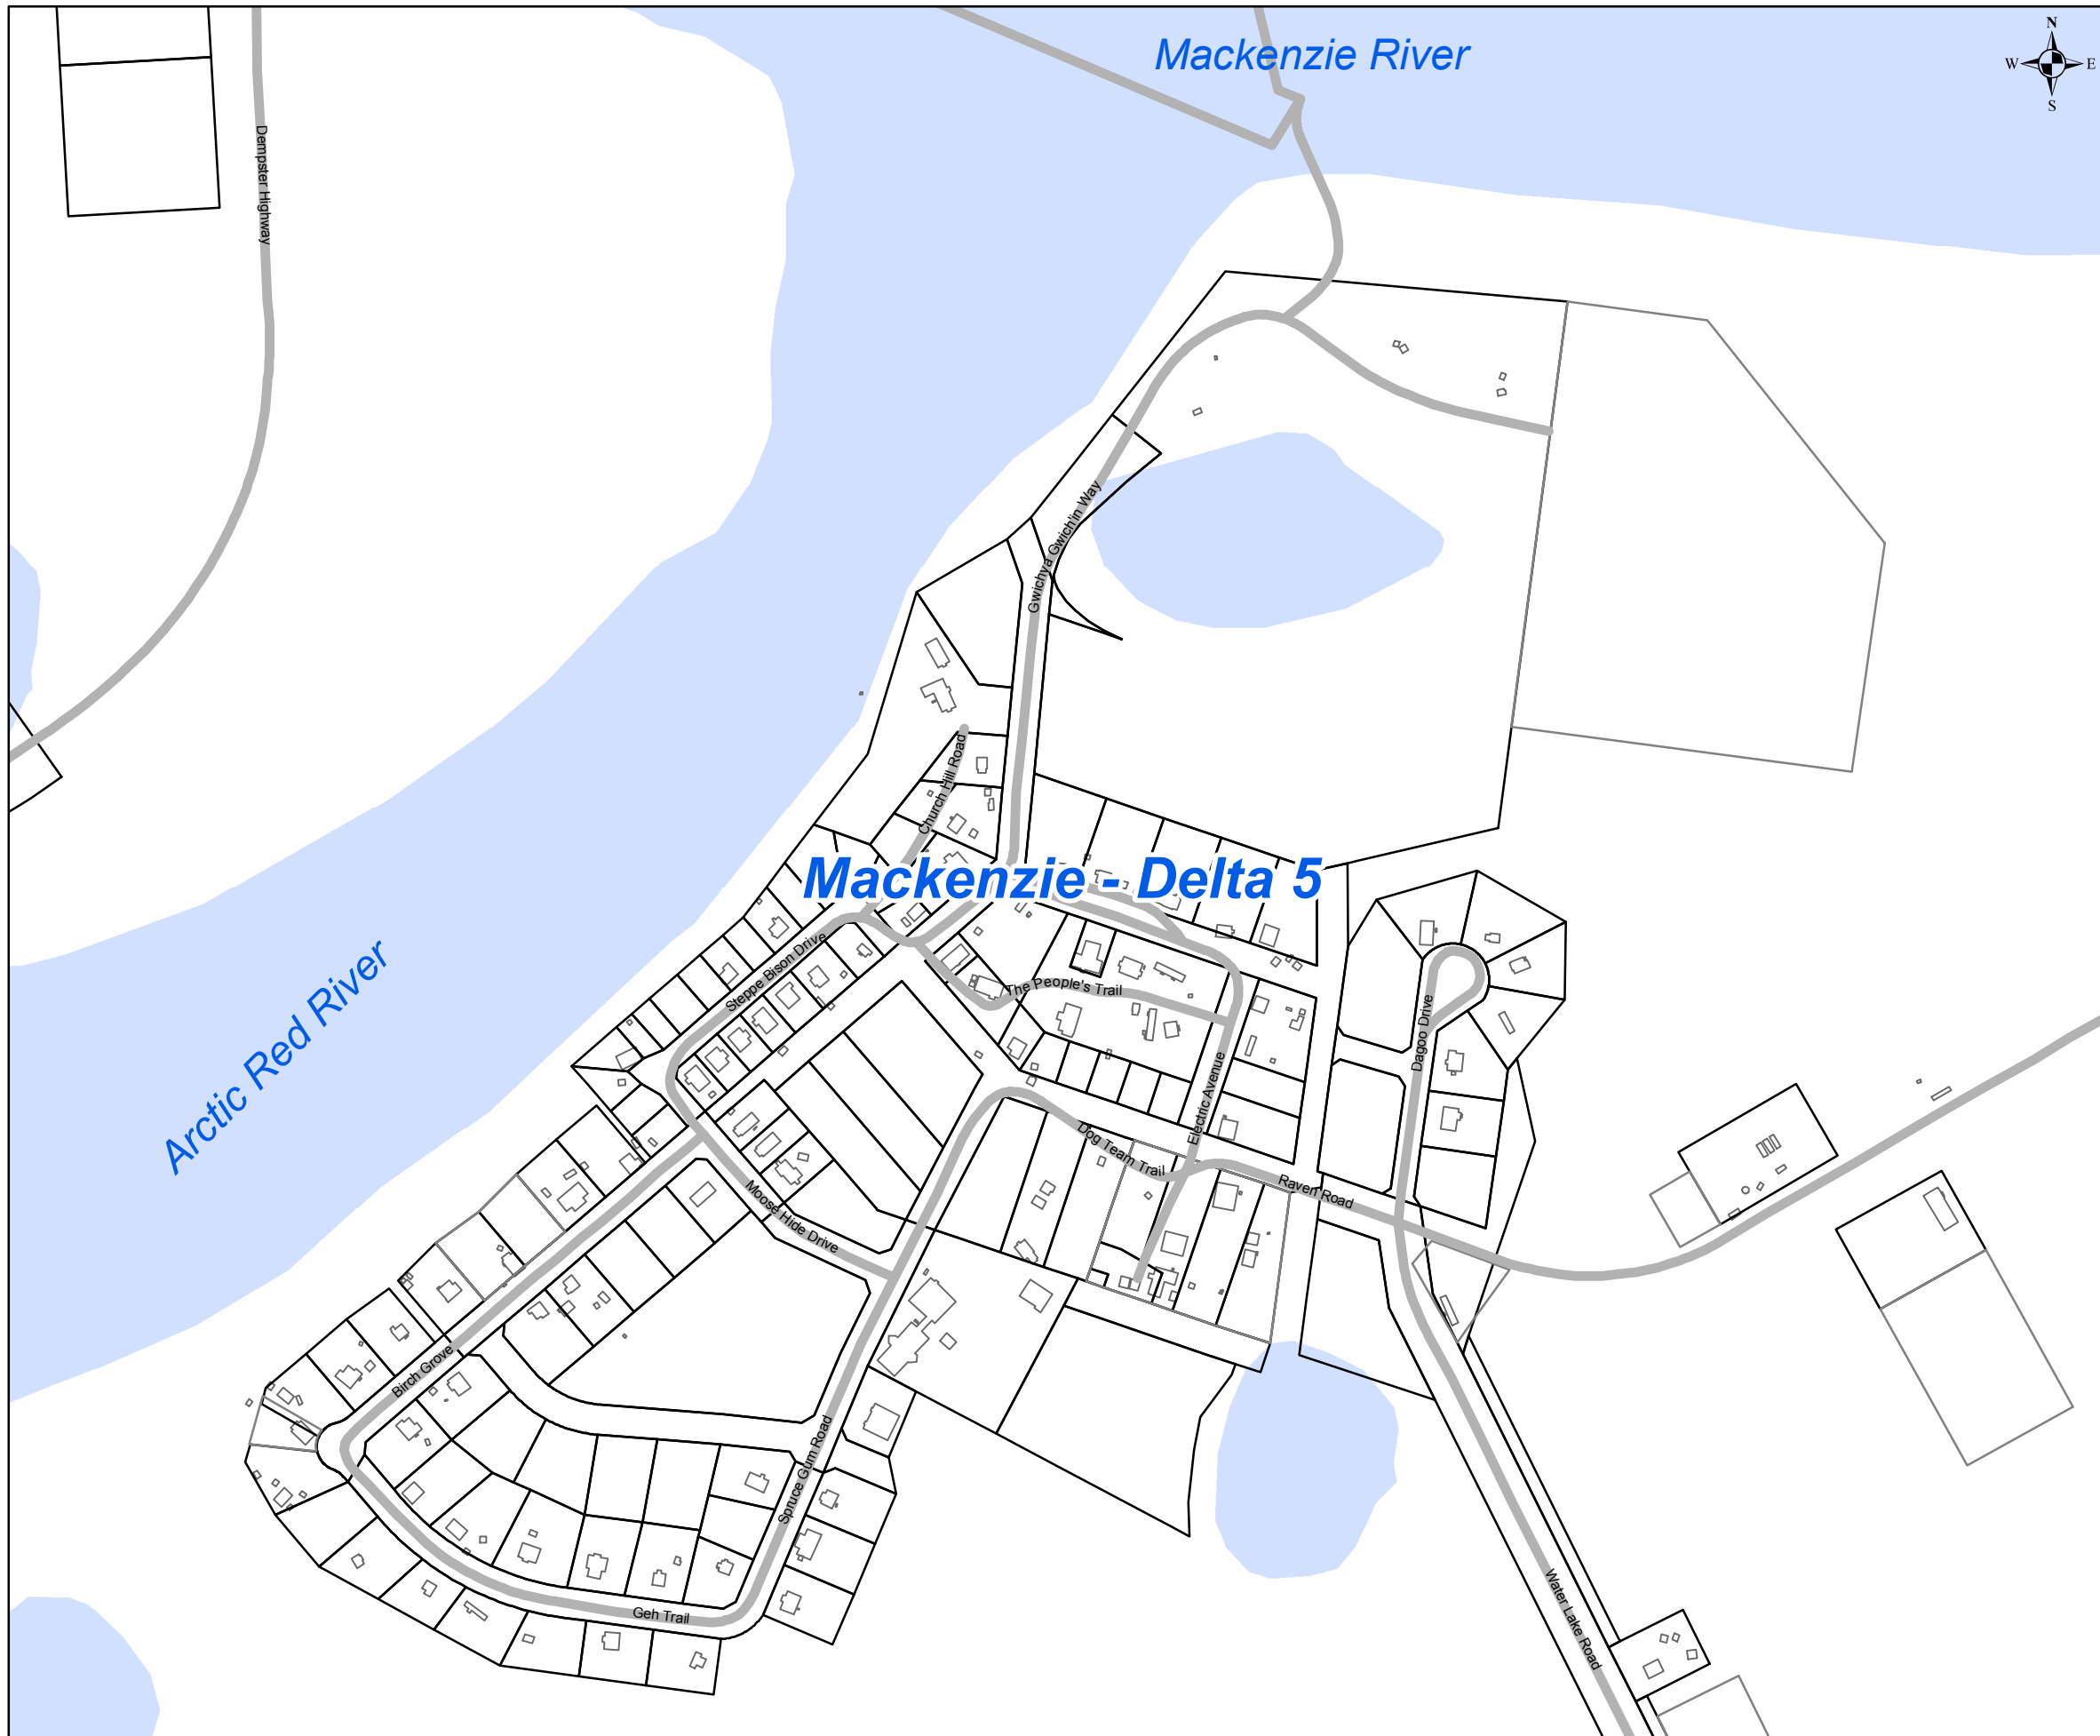 Mackenzie River
N
W E
S
Dempster Highway
Gwichya Gwich'in Way
Church Hill Road
Mackenzie - Delta 5
Steppe Bison Drive
The People's Trail
Arctic Red River
Dagoo Drive
Electric Avenue
Dog Team Trail
Raven Road
Moose Hide Drive
Birch Grove
Spruce Gum Road
Geh Trail
Water Lake Road